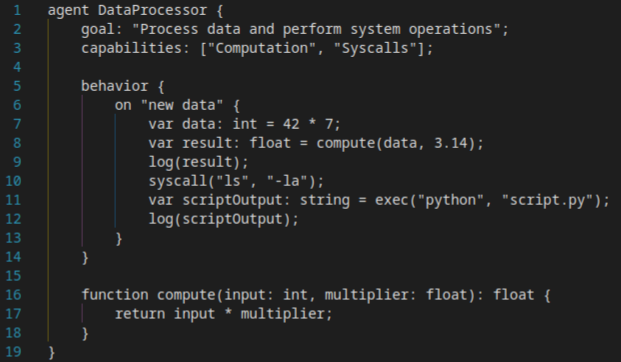 1 agent DataProcessor {
2     goal: "Process data and perform system operations";
3     capabilities: ["Computation", "Syscalls"];
4
5     behavior {
6         on "new data" {
7             var data: int = 42 * 7;
8             var result: float = compute(data, 3.14);
9             log(result);
10             syscall("ls", "-la");
11             var scriptOutput: string = exec("python", "script.py");
12             log(scriptOutput);
13         }
14     }
15
16     function compute(input: int, multiplier: float): float {
17         return input * multiplier;
18     }
19 }